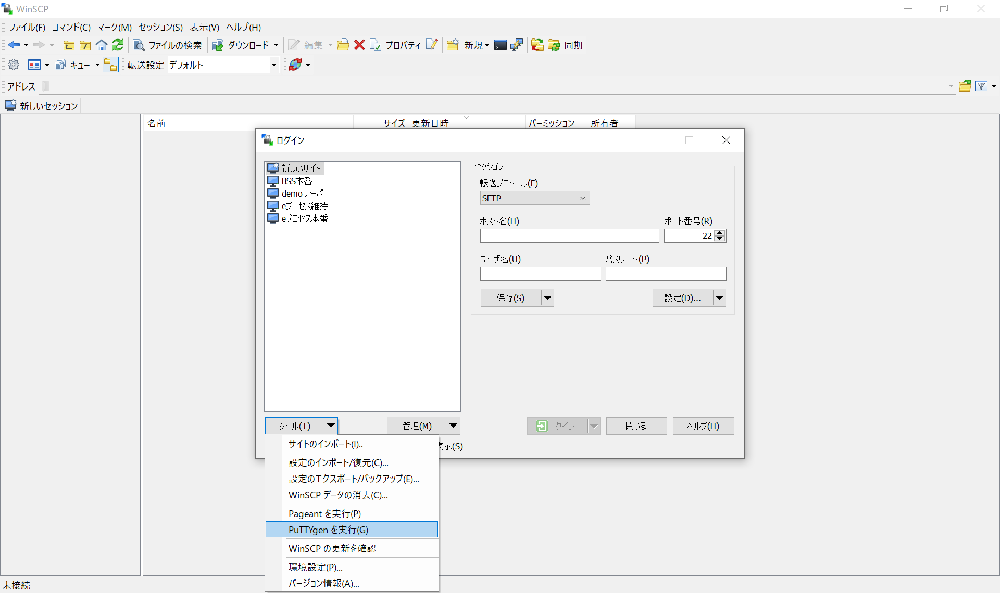 WinSCP
ファイル(F) コマンド(C) マーク(M) セッション(S) 表示(V) ヘルプ(H)
ファイルの検索 ダウンロード 編集 プロパティ 新規 同期
キュー 転送設定 デフォルト
アドレス
新しいセッション
名前 サイズ 更新日時 パーミッション 所有者
ログイン
新しいサイト
BSS本番
demoサーバ
eプロセス維持
eプロセス本番
セッション
転送プロトコル(F)
SFTP
ホスト名(H) ポート番号(R)
22
ユーザ名(U) パスワード(P)
保存(S) 設定(D)...
ツール(T) 管理(M) ログイン 閉じる ヘルプ(H)
表示(S)
サイトのインポート(I)..
設定のインポート/復元(C)...
設定のエクスポート/バックアップ(E)...
WinSCP データの消去(C)...
Pageant を実行(P)
PuTTYgen を実行(G)
WinSCP の更新を確認
環境設定(P)...
バージョン情報(A)...
未接続